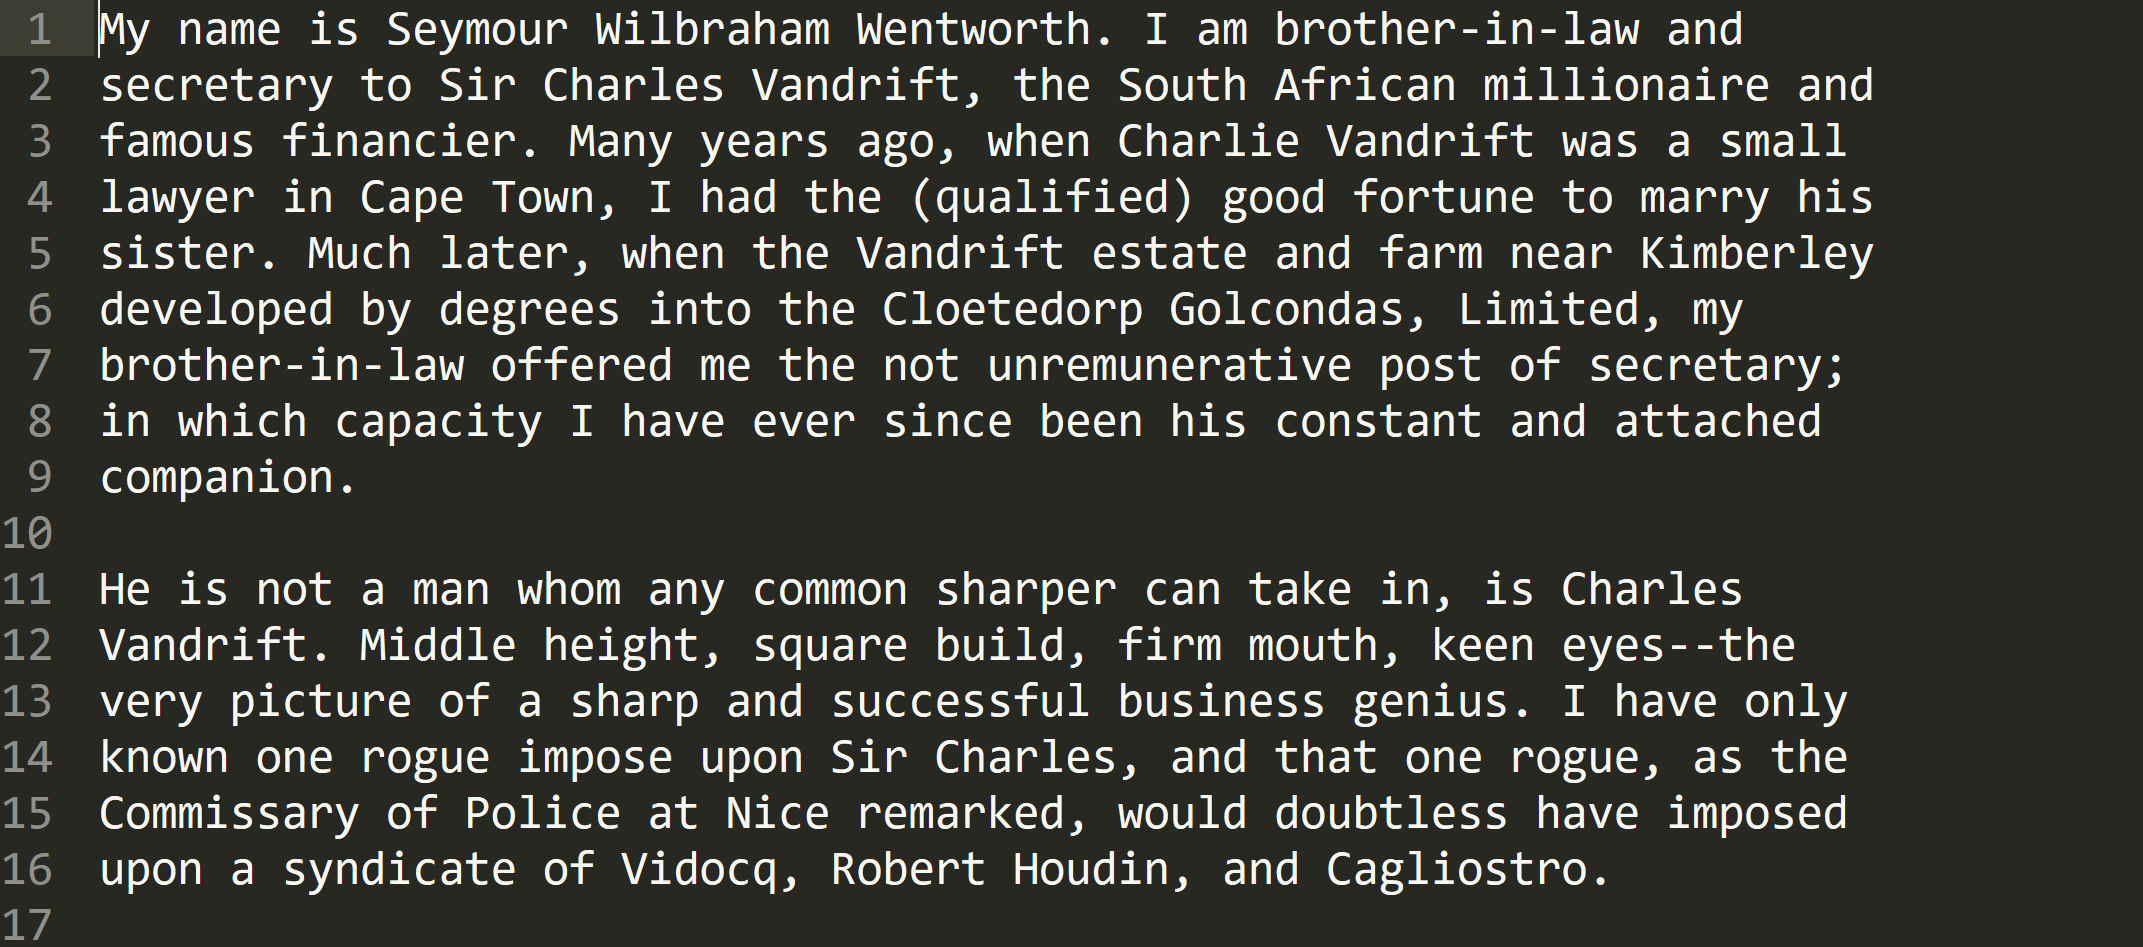 1 My name is Seymour Wilbraham Wentworth. I am brother-in-law and
2 secretary to Sir Charles Vandrift, the South African millionaire and
3 famous financier. Many years ago, when Charlie Vandrift was a small
4 lawyer in Cape Town, I had the (qualified) good fortune to marry his
5 sister. Much later, when the Vandrift estate and farm near Kimberley
6 developed by degrees into the Cloetedorp Golcondas, Limited, my
7 brother-in-law offered me the not unremunerative post of secretary;
8 in which capacity I have ever since been his constant and attached
9 companion.
10
11 He is not a man whom any common sharper can take in, is Charles
12 Vandrift. Middle height, square build, firm mouth, keen eyes--the
13 very picture of a sharp and successful business genius. I have only
14 known one rogue impose upon Sir Charles, and that one rogue, as the
15 Commissary of Police at Nice remarked, would doubtless have imposed
16 upon a syndicate of Vidocq, Robert Houdin, and Cagliostro.
17